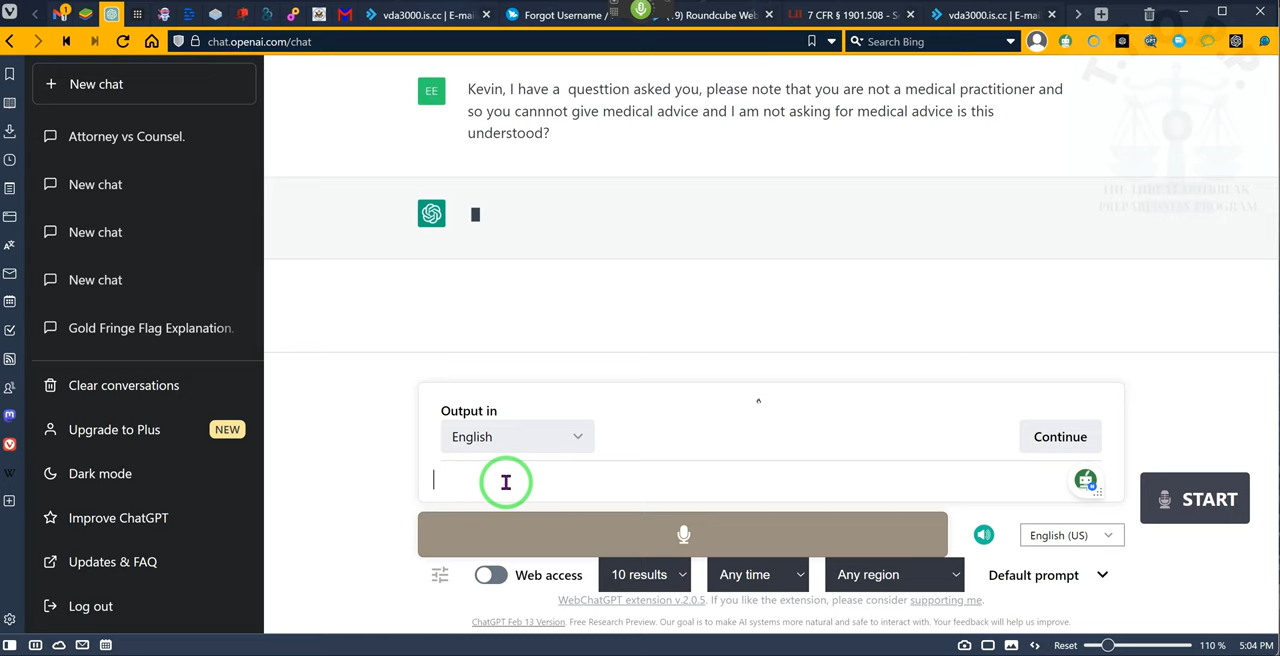 vda3000.is.cc | E-mai
Forgot Username /
.9) Roundcube Web
7 CFR § 1901.508 - S
vda3000.is.cc | E-mai
chat.openai.com/chat
Search Bing
New chat
Attorney vs Counsel.
New chat
New chat
New chat
Gold Fringe Flag Explanation.
Clear conversations
Upgrade to Plus
NEW
Dark mode
Improve ChatGPT
Updates & FAQ
Log out
EE
Kevin, I have a questtion asked you, please note that you are not a medical practitioner and
so you cannnot give medical advice and I am not asking for medical advice is this
understood?
Output in
English
Continue
START
English (US)
Web access
10 results
Any time
Any region
Default prompt
WebChatGPT extension v.2.0.5. If you like the extension, please consider supporting me.
ChatGPT Feb 13 Version. Free Research Preview. Our goal is to make AI systems more natural and safe to interact with. Your feedback will help us improve.
Reset
110 %
5:04 PM